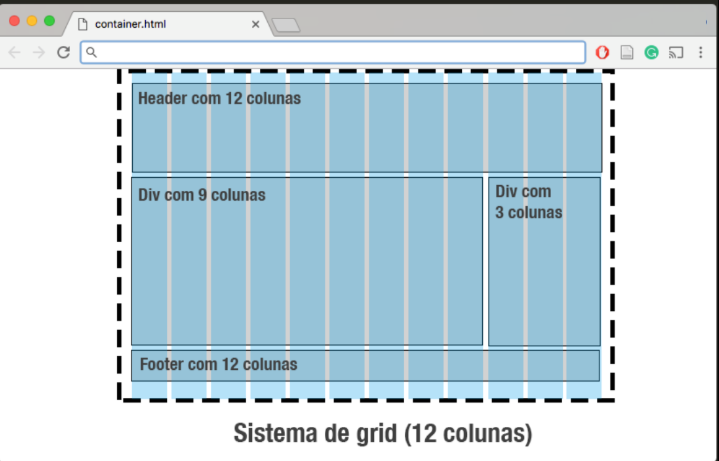 container.html
Header com 12 colunas
Div com 9 colunas
Div com
3 colunas
Footer com 12 colunas
Sistema de grid (12 colunas)